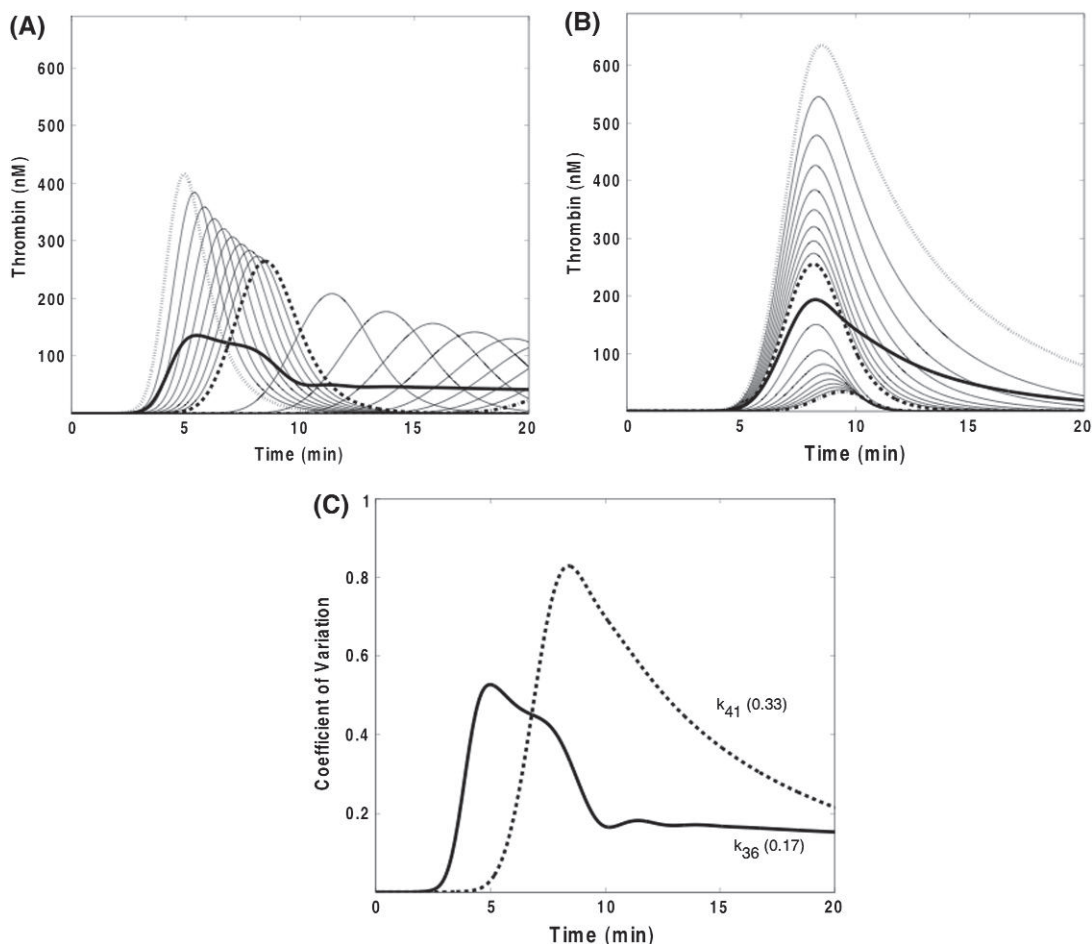 (A)
600
500
400
300
200
100
Thrombin (nM)
0
5
10
15
20
Time (min)
(B)
600
500
400
300
200
100
Thrombin (nM)
0
5
10
15
20
Time (min)
(C)
1
0.8
0.6
0.4
0.2
Coefficient of Variation
k41 (0.33)
k36 (0.17)
0
5
10
15
20
Time (min)